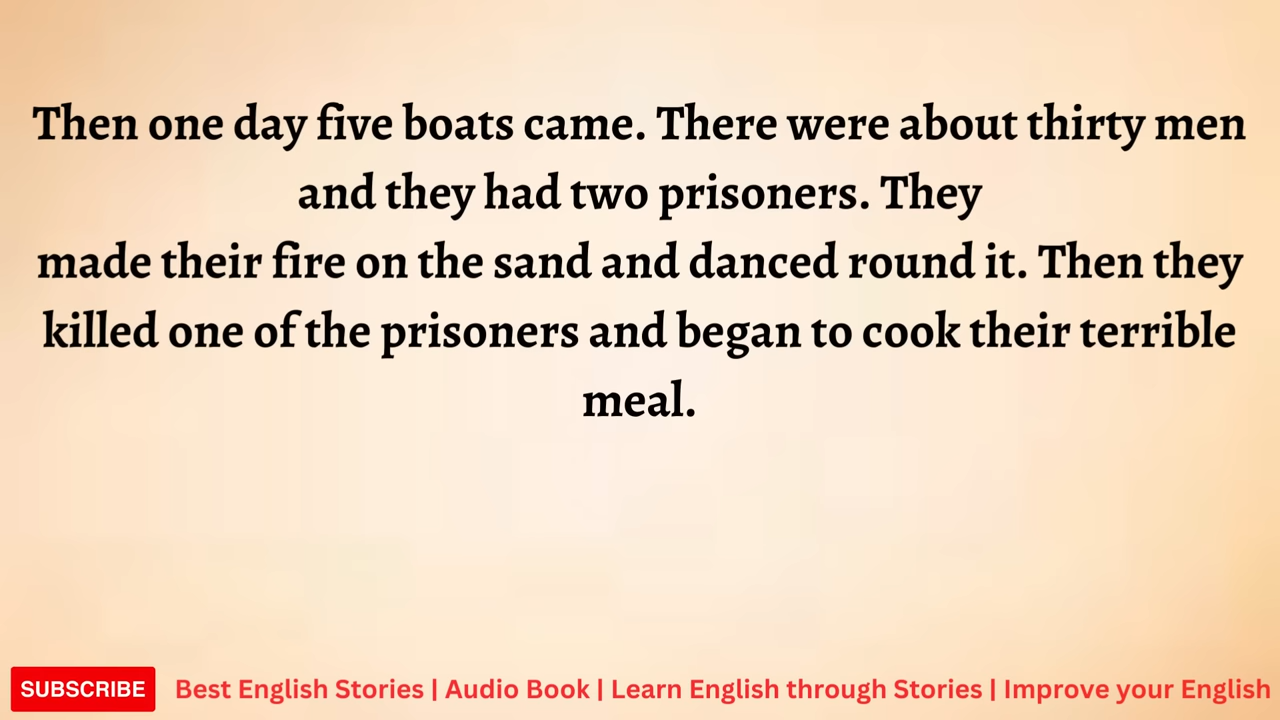 Then one day five boats came. There were about thirty men
and they had two prisoners. They
made their fire on the sand and danced round it. Then they
killed one of the prisoners and began to cook their terrible
meal.
SUBSCRIBE
Best English Stories | Audio Book | Learn English through Stories | Improve your English